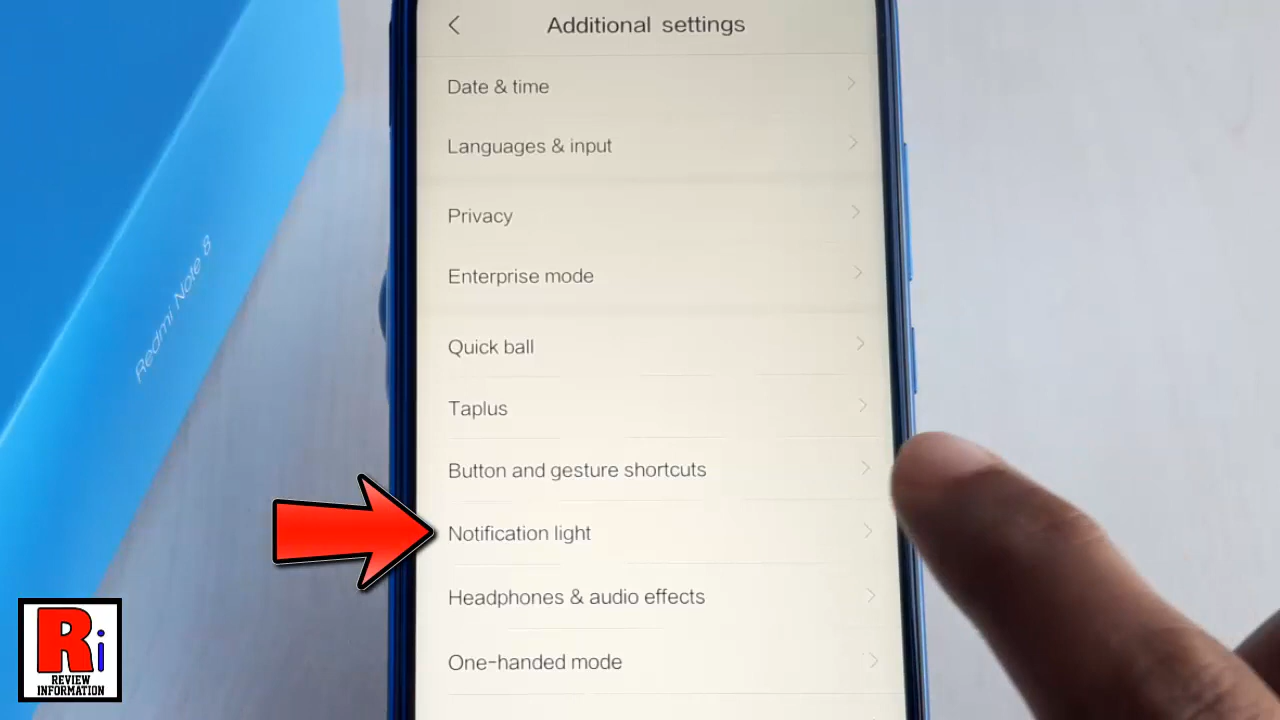 Additional settings
Date & time
Languages & input
Privacy
Enterprise mode
Quick ball
Taplus
Button and gesture shortcuts
Notification light
Headphones & audio effects
One-handed mode
Redmi Note 8
Ri
REVIEW
INFORMATION